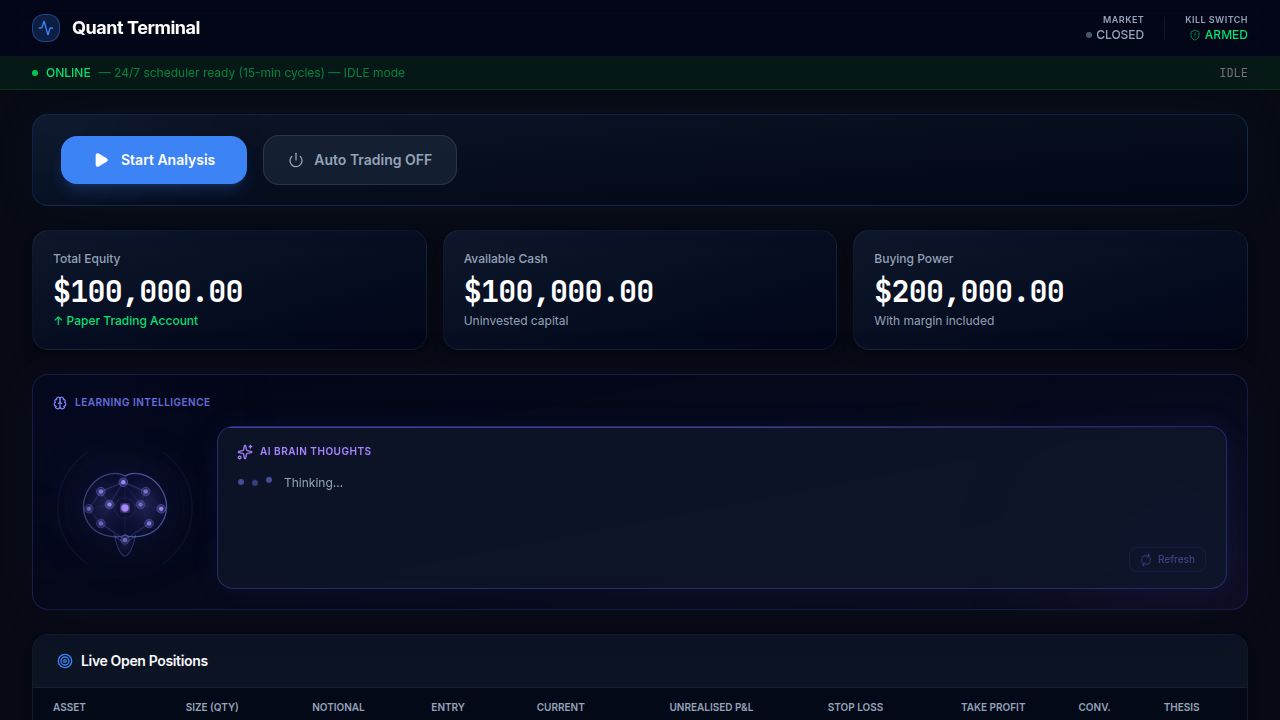 Quant Terminal
MARKET
CLOSED
KILL SWITCH
ARMED
ONLINE — 24/7 scheduler ready (15-min cycles) — IDLE mode
IDLE
Start Analysis
Auto Trading OFF
Total Equity
$100,000.00
↑ Paper Trading Account
Available Cash
$100,000.00
Uninvested capital
Buying Power
$200,000.00
With margin included
LEARNING INTELLIGENCE
AI BRAIN THOUGHTS
Thinking...
Refresh
Live Open Positions
ASSET SIZE (QTY) NOTIONAL ENTRY CURRENT UNREALISED P&L STOP LOSS TAKE PROFIT CONV. THESIS